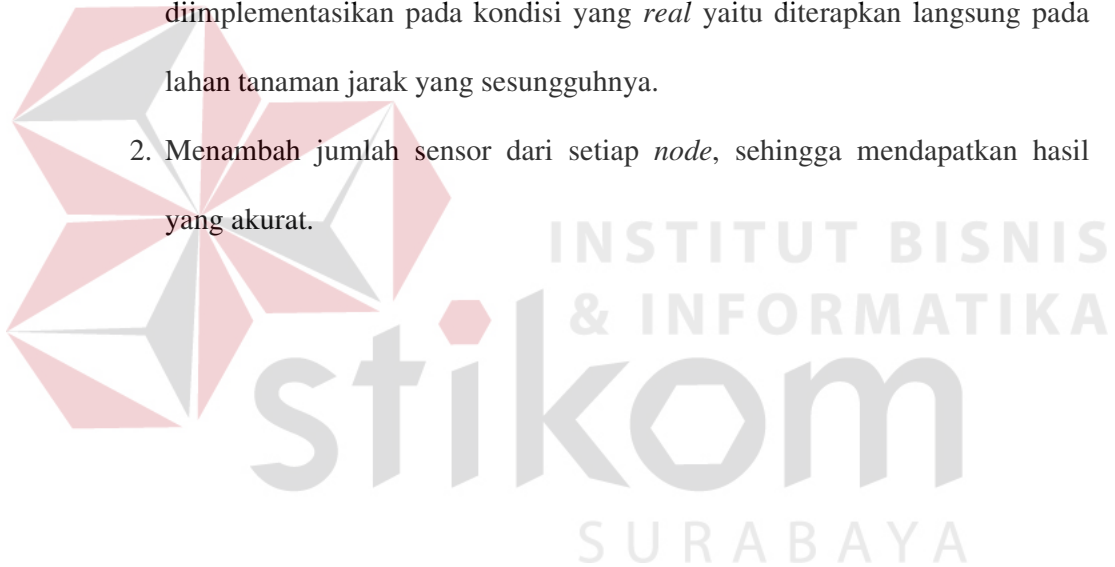 diimplementasikan pada kondisi yang real yaitu diterapkan langsung pada
lahan tanaman jarak yang sesungguhnya.
2. Menambah jumlah sensor dari setiap node, sehingga mendapatkan hasil
yang akurat.
INSTITUT BISNIS
& INFORMATIKA
stikom
SURABAYA